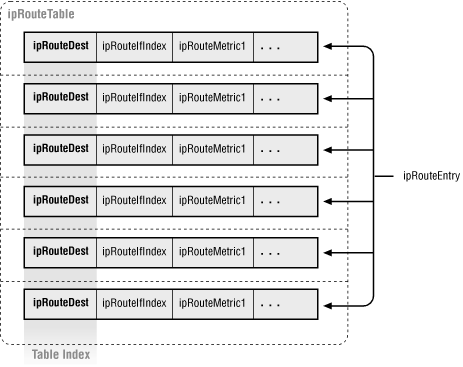 ipRouteTable
ipRouteDest ipRouteIfIndex ipRouteMetric1 . . .
ipRouteDest ipRouteIfIndex ipRouteMetric1 . . .
ipRouteDest ipRouteIfIndex ipRouteMetric1 . . .
ipRouteEntry
ipRouteDest ipRouteIfIndex ipRouteMetric1 . . .
ipRouteDest ipRouteIfIndex ipRouteMetric1 . . .
ipRouteDest ipRouteIfIndex ipRouteMetric1 . . .
Table Index